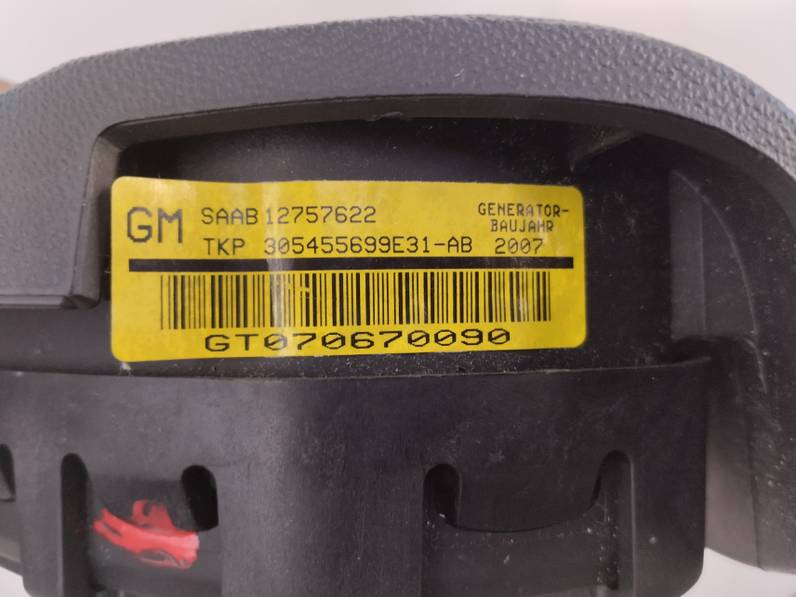 GM SAAB 12757622 GENERATOR-
BAUJAHR
TKP 305455699E31-AB 2007
GT070670090